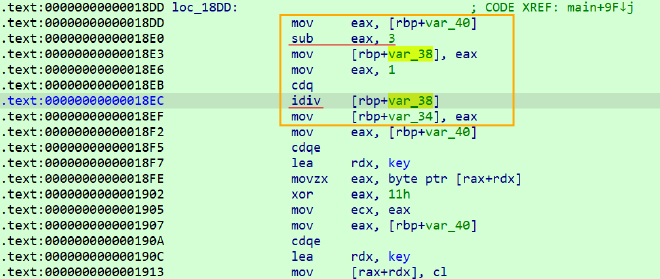 .text:00000000000018DD loc_18DD: ; CODE XREF: main+9F↓j
.text:00000000000018DD mov eax, [rbp+var_40]
.text:00000000000018E0 sub eax, 3
.text:00000000000018E3 mov [rbp+var_38], eax
.text:00000000000018E6 mov eax, 1
.text:00000000000018EB cdq
.text:00000000000018EC idiv [rbp+var_38]
.text:00000000000018EF mov [rbp+var_34], eax
.text:00000000000018F2 mov eax, [rbp+var_40]
.text:00000000000018F5 cdqe
.text:00000000000018F7 lea rdx, key
.text:00000000000018FE movzx eax, byte ptr [rax+rdx]
.text:0000000000001902 xor eax, 11h
.text:0000000000001905 mov ecx, eax
.text:0000000000001907 mov eax, [rbp+var_40]
.text:000000000000190A cdqe
.text:000000000000190C lea rdx, key
.text:0000000000001913 mov [rax+rdx], cl